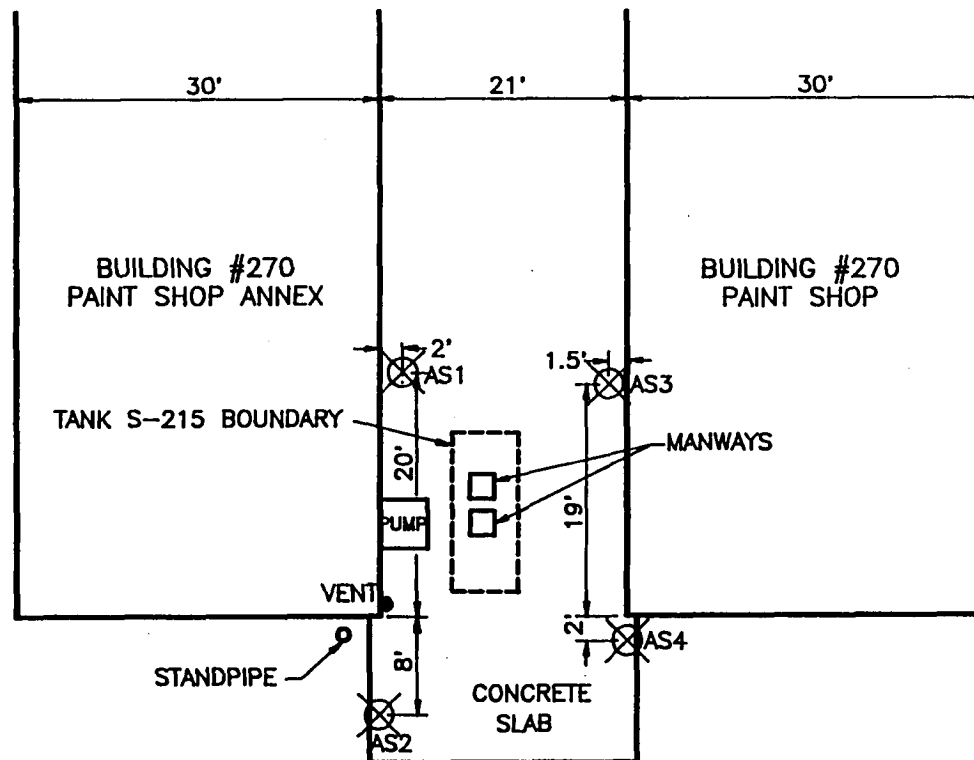 30'
21'
30'
BUILDING #270
PAINT SHOP ANNEX
BUILDING #270
PAINT SHOP
2'
AS1
1.5'
AS3
TANK S-215 BOUNDARY
MANWAYS
20'
19'
PUMP
VENT
2'
AS4
STANDPIPE
8'
CONCRETE
SLAB
AS2